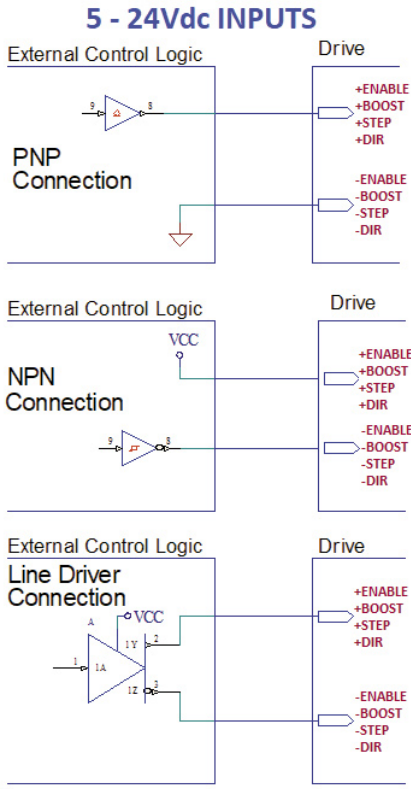 5 - 24Vdc INPUTS
External Control Logic
Drive
9
8
+ENABLE
+BOOST
+STEP
+DIR
PNP
Connection
-ENABLE
-BOOST
-STEP
-DIR
External Control Logic
Drive
VCC
+ENABLE
+BOOST
+STEP
+DIR
NPN
Connection
9
8
-ENABLE
-BOOST
-STEP
-DIR
External Control Logic
Drive
Line Driver
Connection
A
VCC
+ENABLE
+BOOST
+STEP
+DIR
1Y
2
1
1A
1Z
3
-ENABLE
-BOOST
-STEP
-DIR